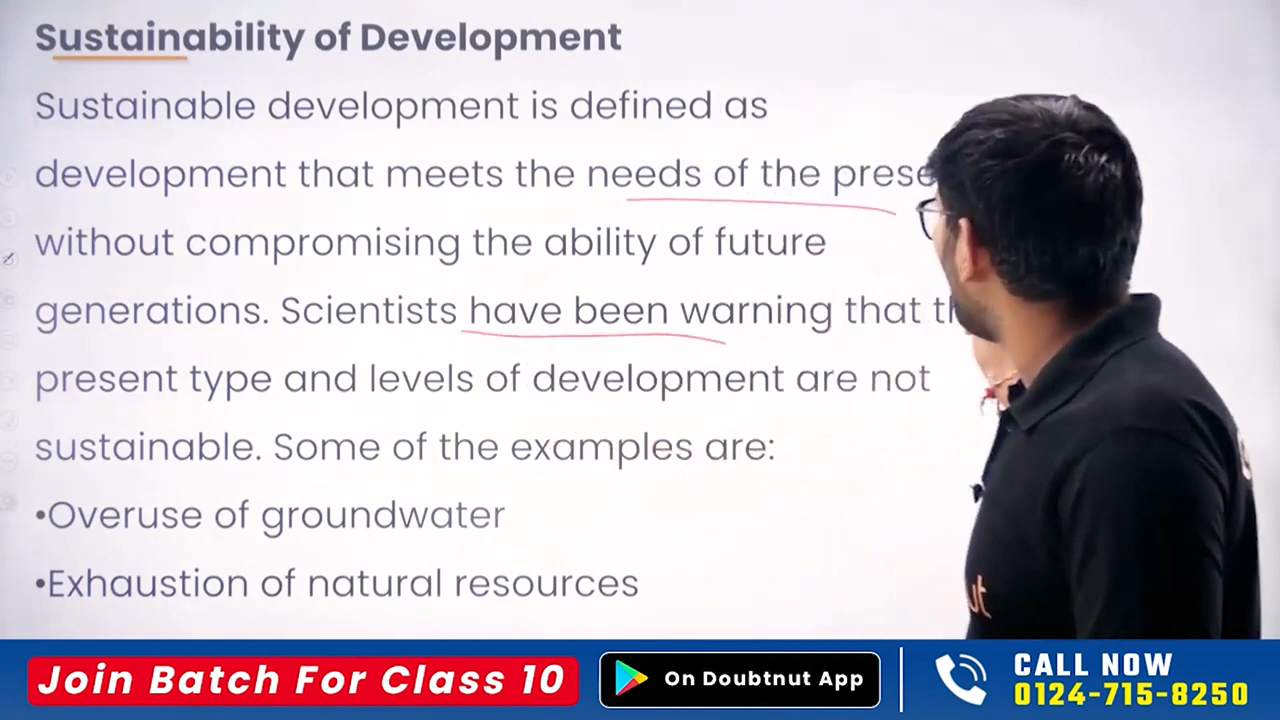 Sustainability of Development
Sustainable development is defined as
development that meets the needs of the
without compromising the ability of future
generations. Scientists have been warning that
present type and levels of development are not
sustainable. Some of the examples are:
•Overuse of groundwater
•Exhaustion of natural resources
Join Batch For Class 10
On Doubtnut App
CALL NOW
0124-715-8250